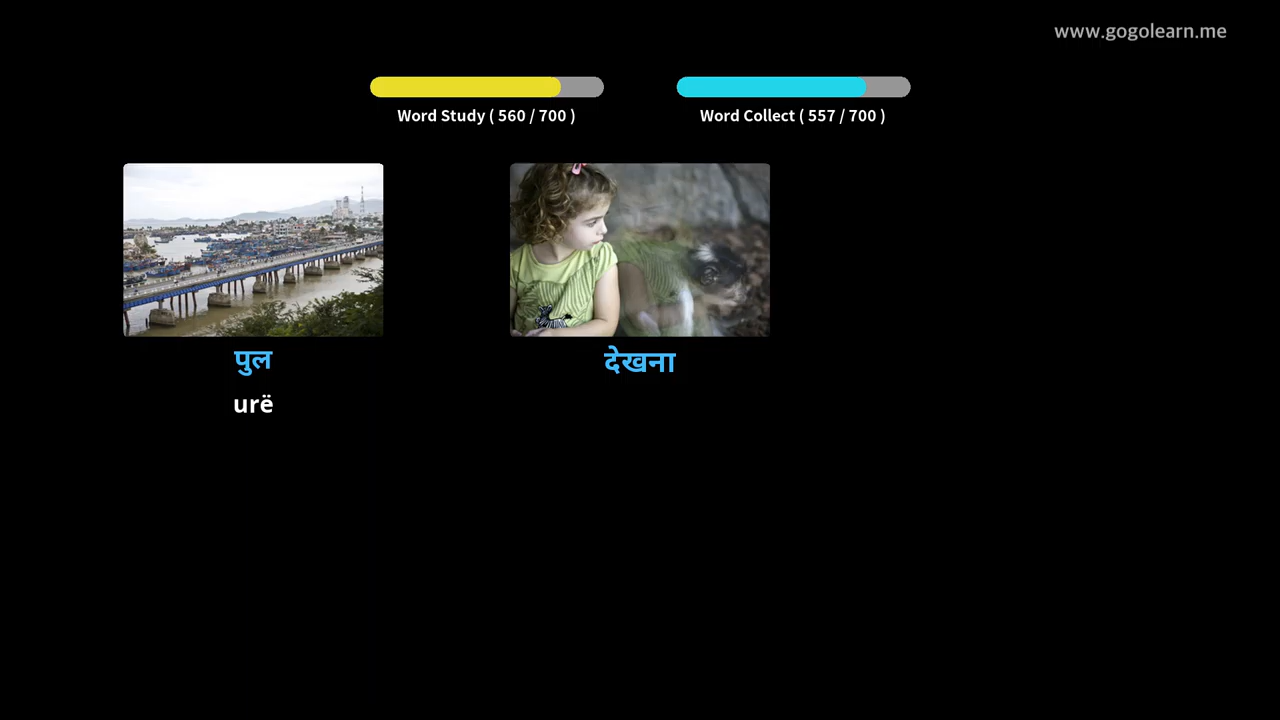 www.gogolearn.me
Word Study ( 560 / 700 )
Word Collect ( 557 / 700 )
पुल
देखना
urë